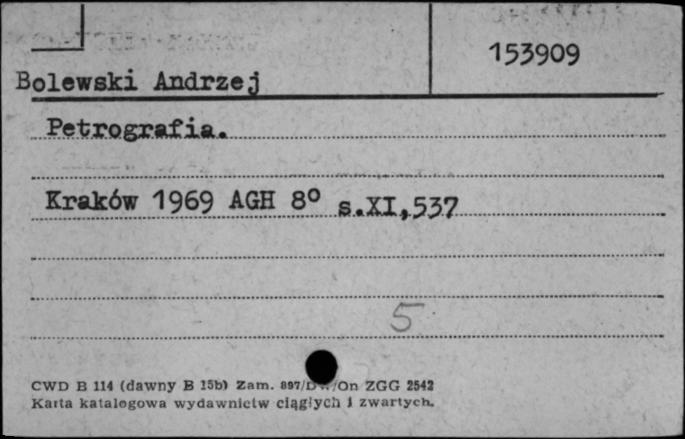 153909
Bolewski Andrzej
Petrografia.
Kraków 1969 AGH 8° s.XI,537
5
CWD B 114 (dawny B 15b) Zam. 897/DW/On ZGG 2542
Karta katalogowa wydawnictw ciągłych i zwartych.